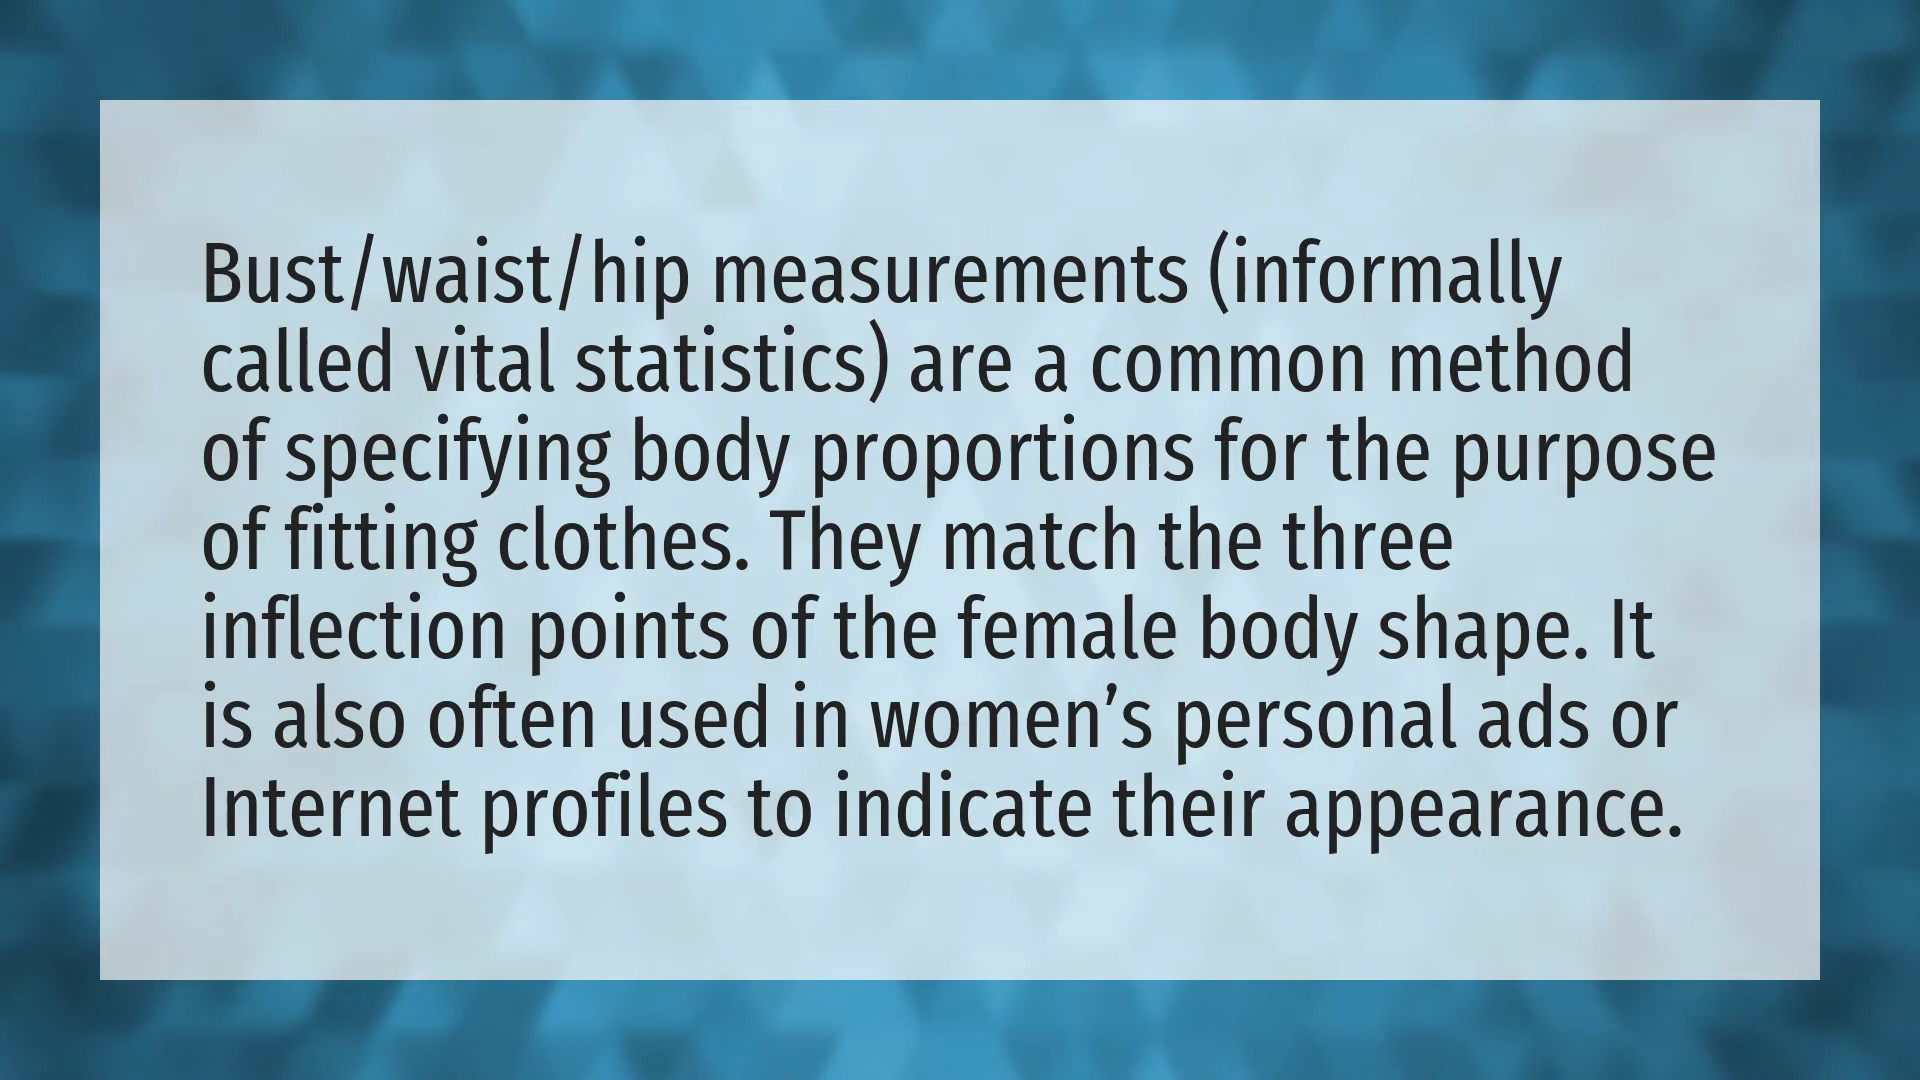 Bust/waist/hip measurements (informally
called vital statistics) are a common method
of specifying body proportions for the purpose
of fitting clothes. They match the three
inflection points of the female body shape. It
is also often used in women’s personal ads or
Internet profiles to indicate their appearance.